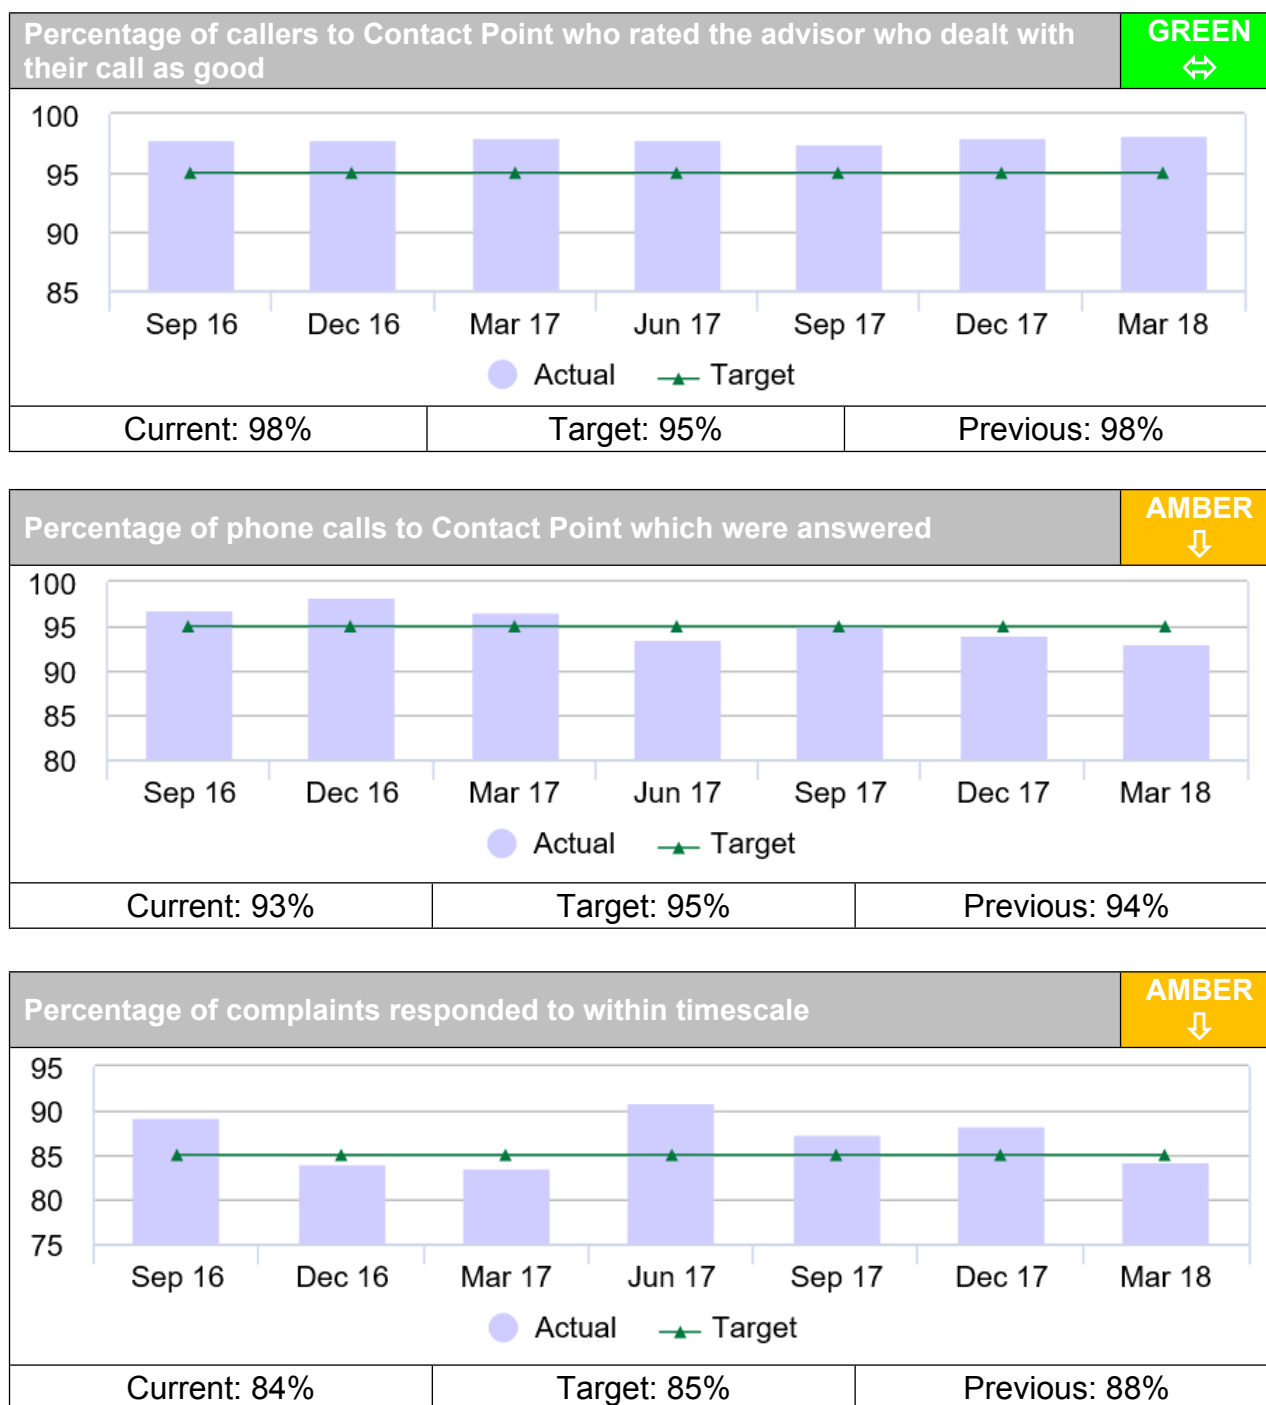 Percentage of callers to Contact Point who rated the advisor who dealt with
their call as good
GREEN
100
95
90
85
Sep 16 Dec 16 Mar 17 Jun 17 Sep 17 Dec 17 Mar 18
Actual Target
Current: 98% Target: 95% Previous: 98%
Percentage of phone calls to Contact Point which were answered
AMBER
100
95
90
85
80
Sep 16 Dec 16 Mar 17 Jun 17 Sep 17 Dec 17 Mar 18
Actual Target
Current: 93% Target: 95% Previous: 94%
Percentage of complaints responded to within timescale
AMBER
95
90
85
80
75
Sep 16 Dec 16 Mar 17 Jun 17 Sep 17 Dec 17 Mar 18
Actual Target
Current: 84% Target: 85% Previous: 88%